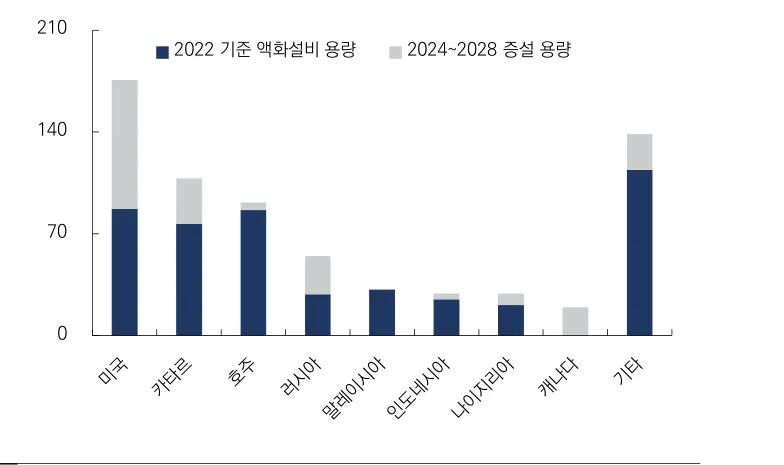 210
2022 기준 액화설비 용량
2024~2028 증설 용량
140
70
0
미국
카타르
호주
러시아
말레이시아
인도네시아
나이지리아
캐나다
기타